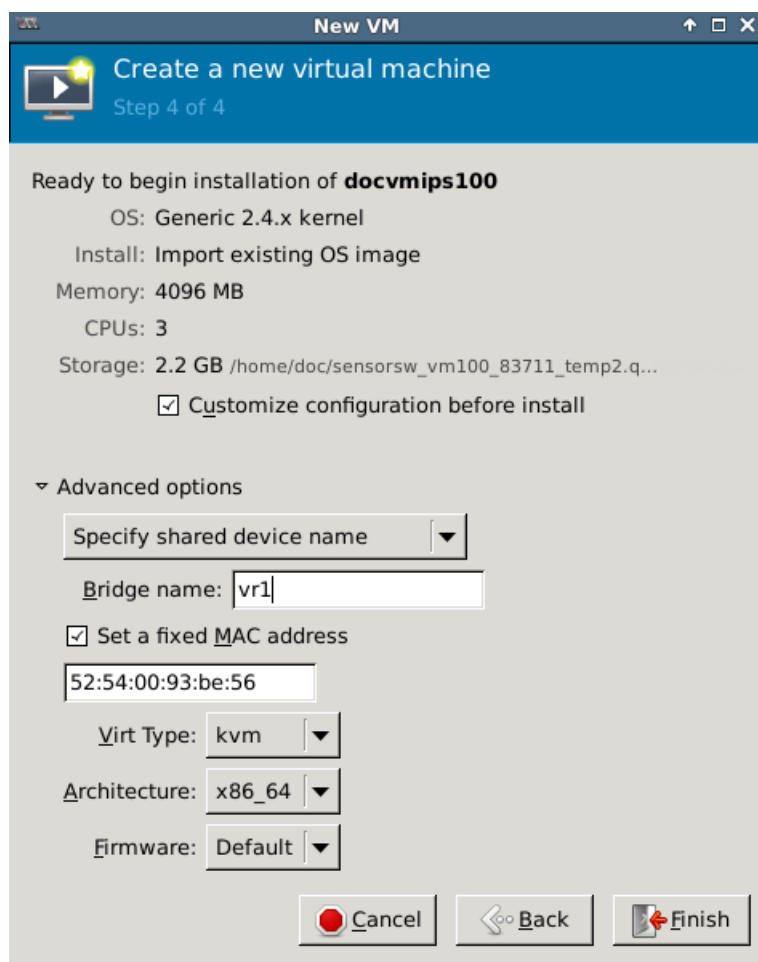 New VM
Create a new virtual machine
Step 4 of 4
Ready to begin installation of docvmips100
OS: Generic 2.4.x kernel
Install: Import existing OS image
Memory: 4096 MB
CPUs: 3
Storage: 2.2 GB /home/doc/sensorsw_vm100_83711_temp2.q...
Customize configuration before install
Advanced options
Specify shared device name
Bridge name: vr1
Set a fixed MAC address
52:54:00:93:be:56
Virt Type: kvm
Architecture: x86_64
Firmware: Default
Cancel Back Finish